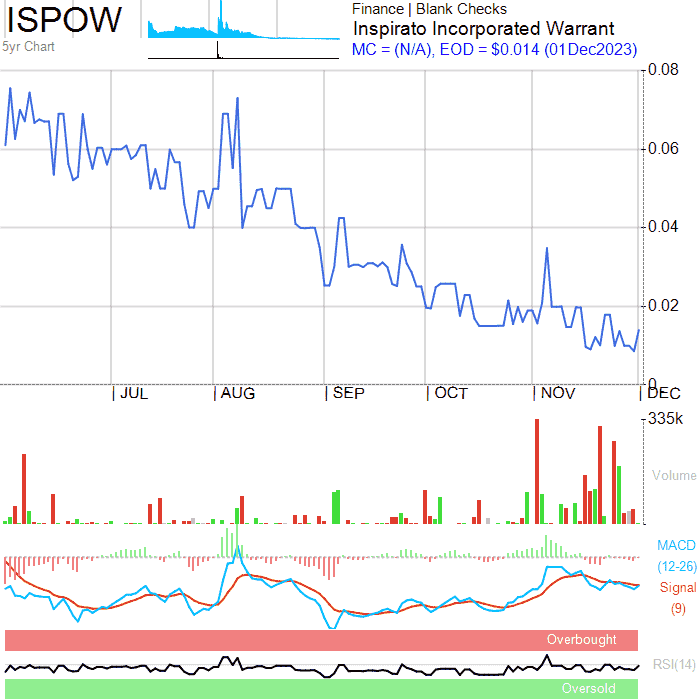 ISPOW
5yr Chart
Finance | Blank Checks
Inspirato Incorporated Warrant
MC = (N/A), EOD = $0.014 (01Dec2023)
0.08
0.06
0.04
0.02
0
| JUL | AUG | SEP | OCT | NOV | DEC
335k
Volume
MACD
(12-26)
Signal
(9)
Overbought
RSI(14)
Oversold